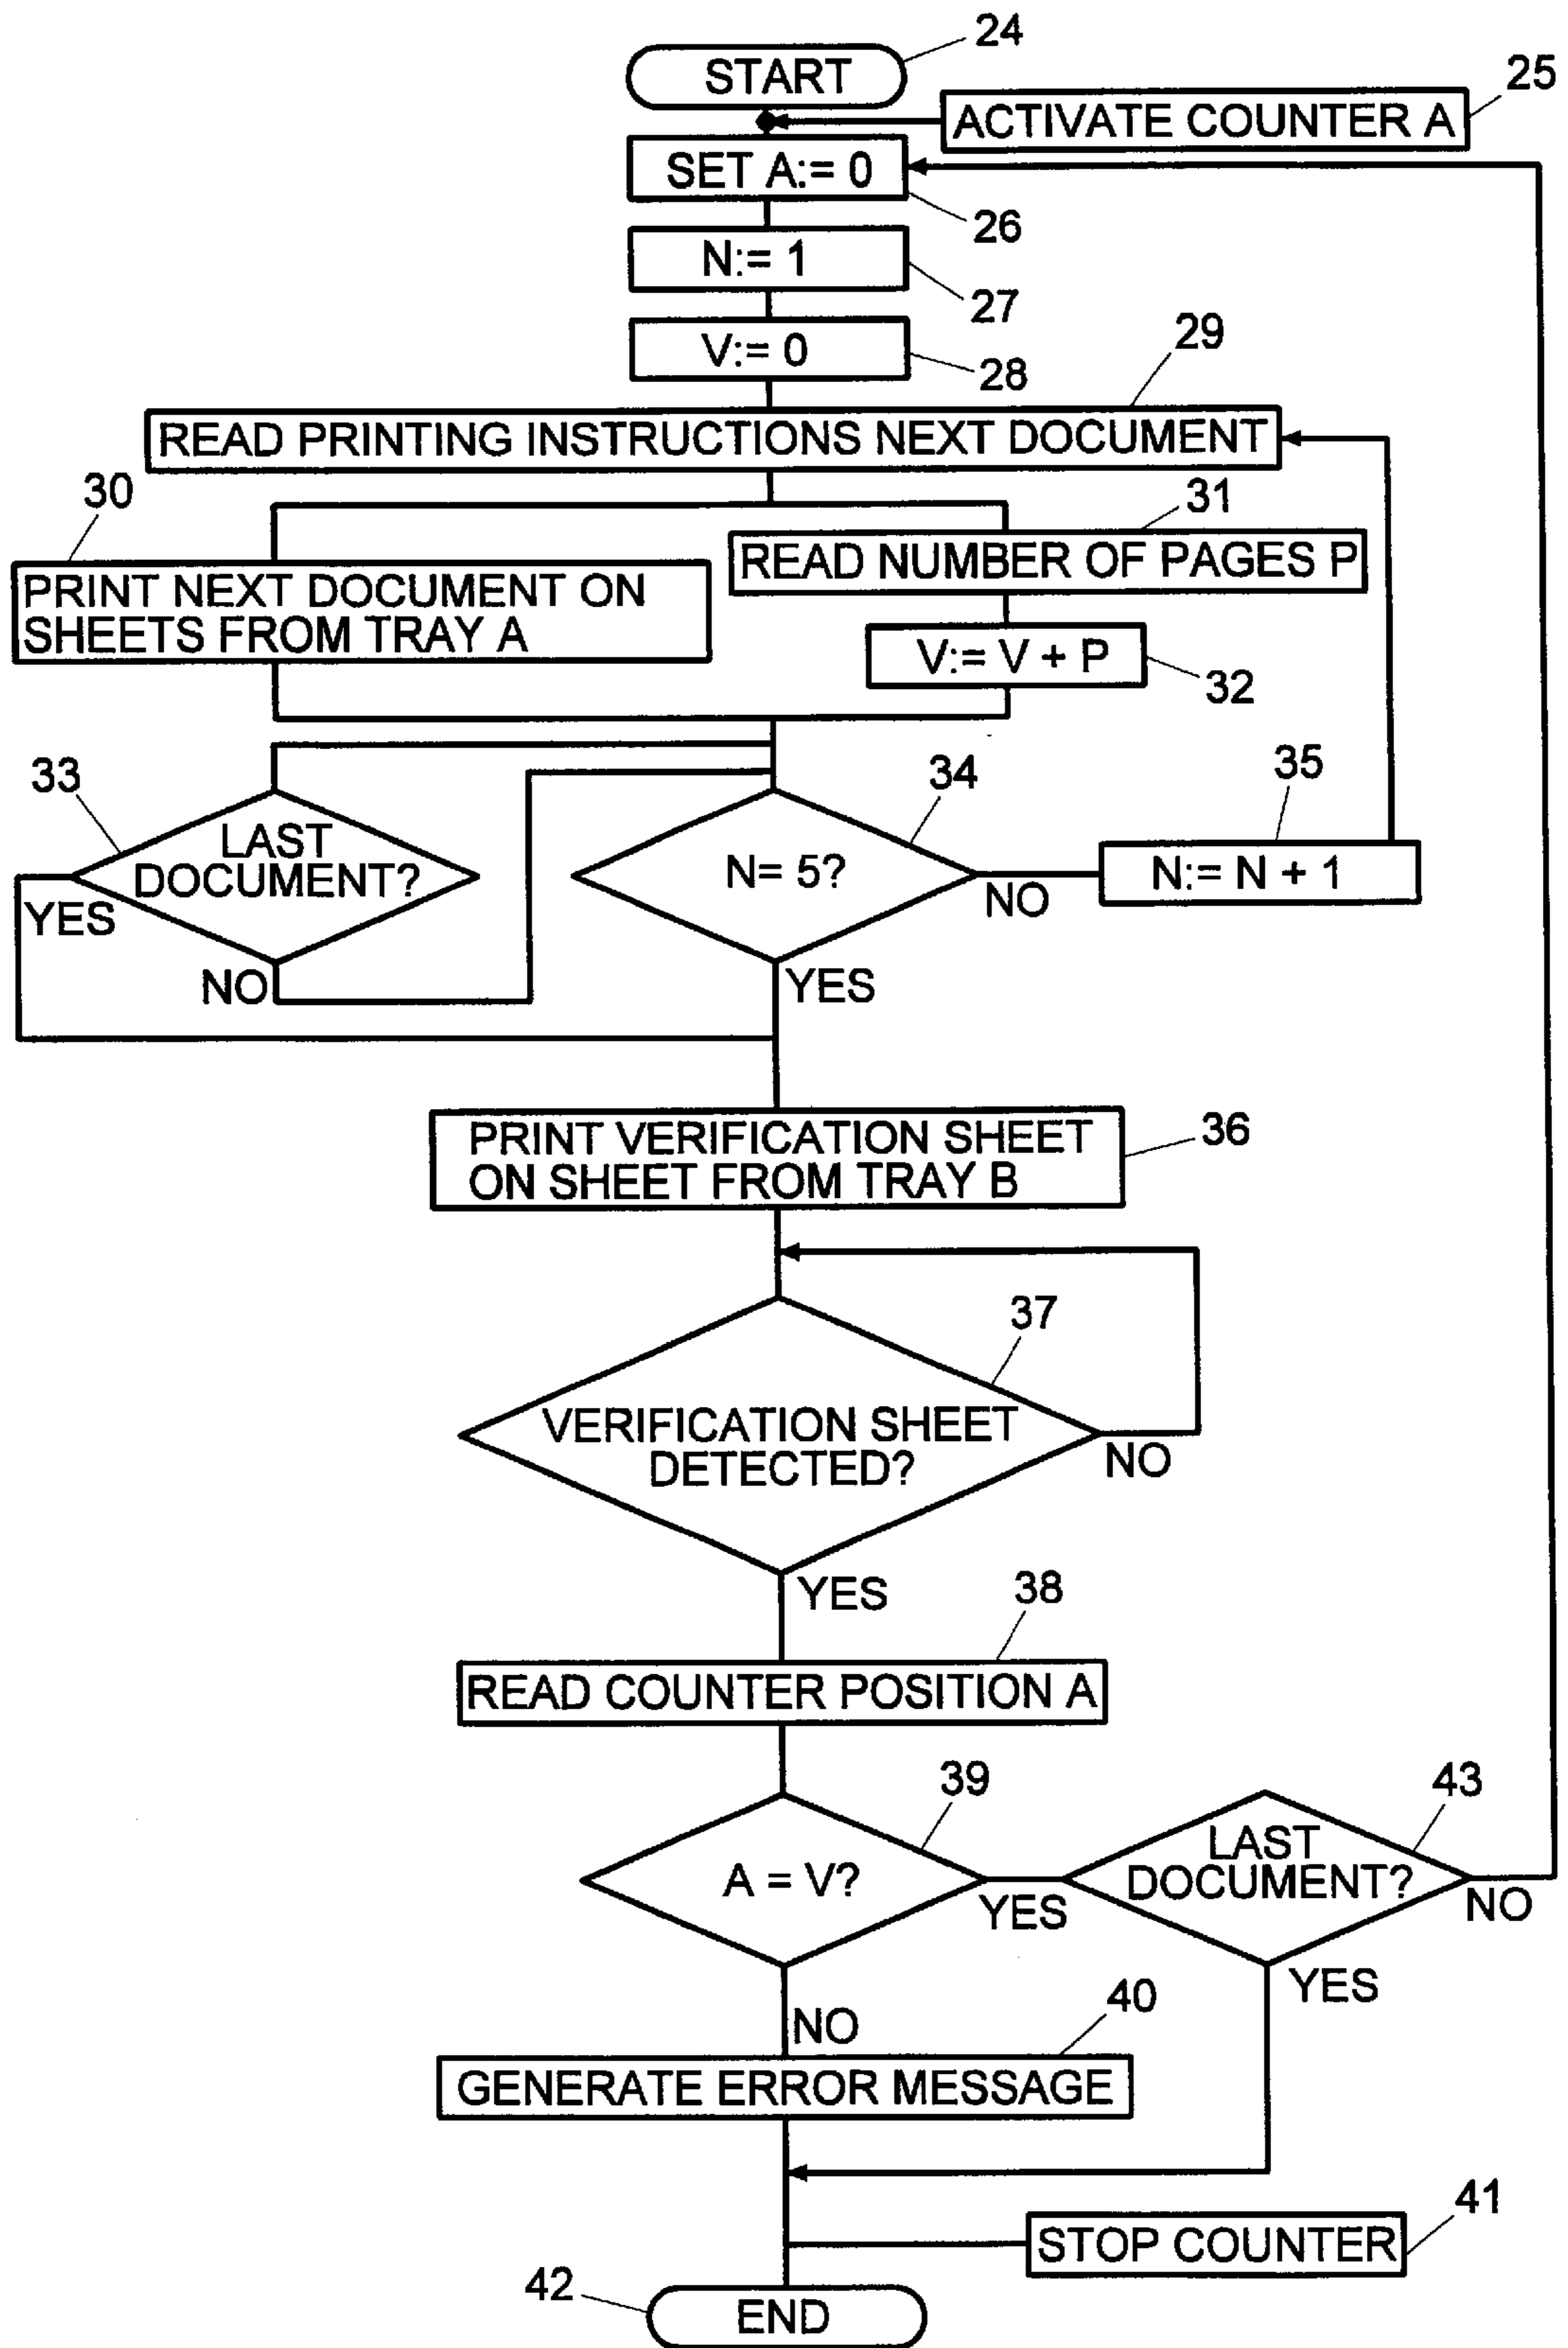 24
START
25
ACTIVATE COUNTER A
SET A:= 0
26
N:= 1
27
V:= 0
28
29
READ PRINTING INSTRUCTIONS NEXT DOCUMENT
30
31
READ NUMBER OF PAGES P
PRINT NEXT DOCUMENT ON
SHEETS FROM TRAY A
V:= V + P
32
33
34
35
LAST
DOCUMENT?
N= 5?
N:= N + 1
YES
NO
NO
YES
PRINT VERIFICATION SHEET
ON SHEET FROM TRAY B
36
37
VERIFICATION SHEET
DETECTED?
NO
YES
38
READ COUNTER POSITION A
39
43
A = V?
LAST
DOCUMENT?
YES
NO
YES
NO
40
GENERATE ERROR MESSAGE
41
STOP COUNTER
42
END